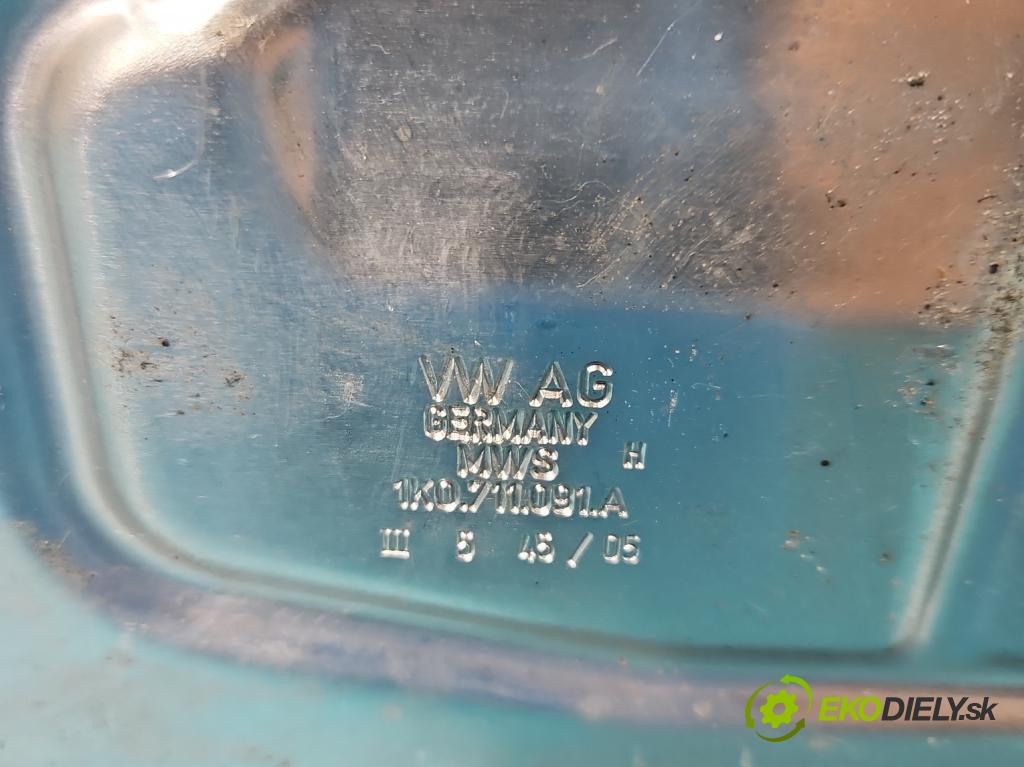 VW AG
GERMANY
MWS H
1K0.711.091.A
III 5 45/05
EKODIELY.sk